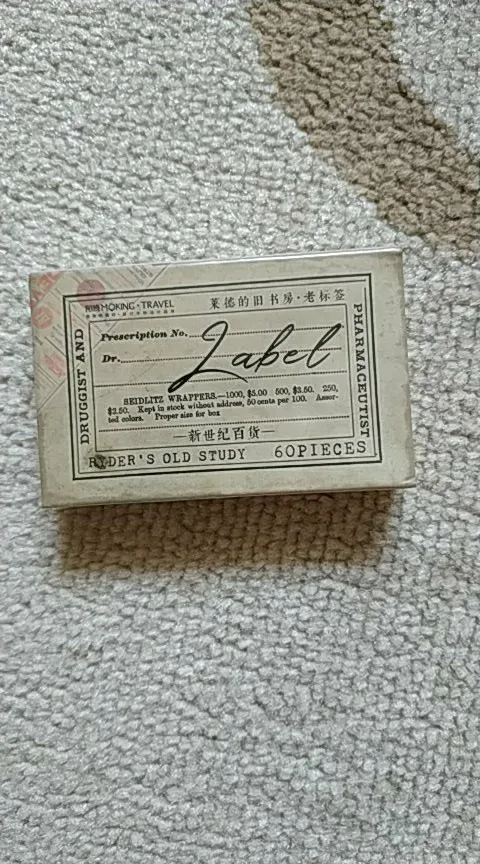 MOKING·TRAVEL
莱德的旧书房·老标签
DRUGGIST AND
PHARMACEUTIST
Prescription No.
Label
Dr.
SEIDLITZ WRAPPERS.—1000, $5.00 500, $3.50. 250,
$2.50. Kept in stock without address, 50 cents per 100. Assor-
ted colors. Proper size for box
—新世纪百货—
RYDER'S OLD STUDY 60PIECES